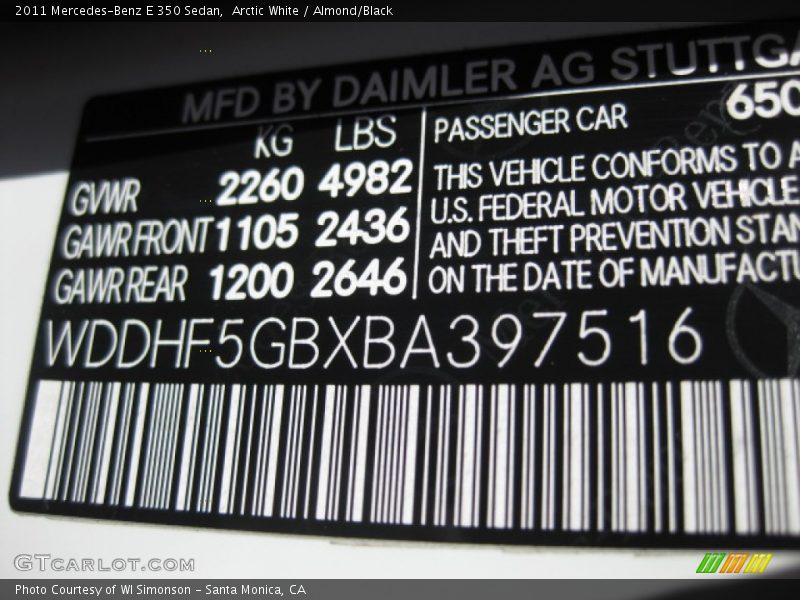 2011 Mercedes-Benz E 350 Sedan,  Arctic White / Almond/Black
MFD BY DAIMLER AG STUTTGA
KG LBS
GVWR 2260 4982
GAWR FRONT 1105 2436
GAWR REAR 1200 2646
PASSENGER CAR 650
THIS VEHICLE CONFORMS TO A
U.S. FEDERAL MOTOR VEHICLE
AND THEFT PREVENTION STAN
ON THE DATE OF MANUFACTU
WDDHF5GBXBA397516
GTCARLOT.COM
Photo Courtesy of WI Simonson - Santa Monica, CA